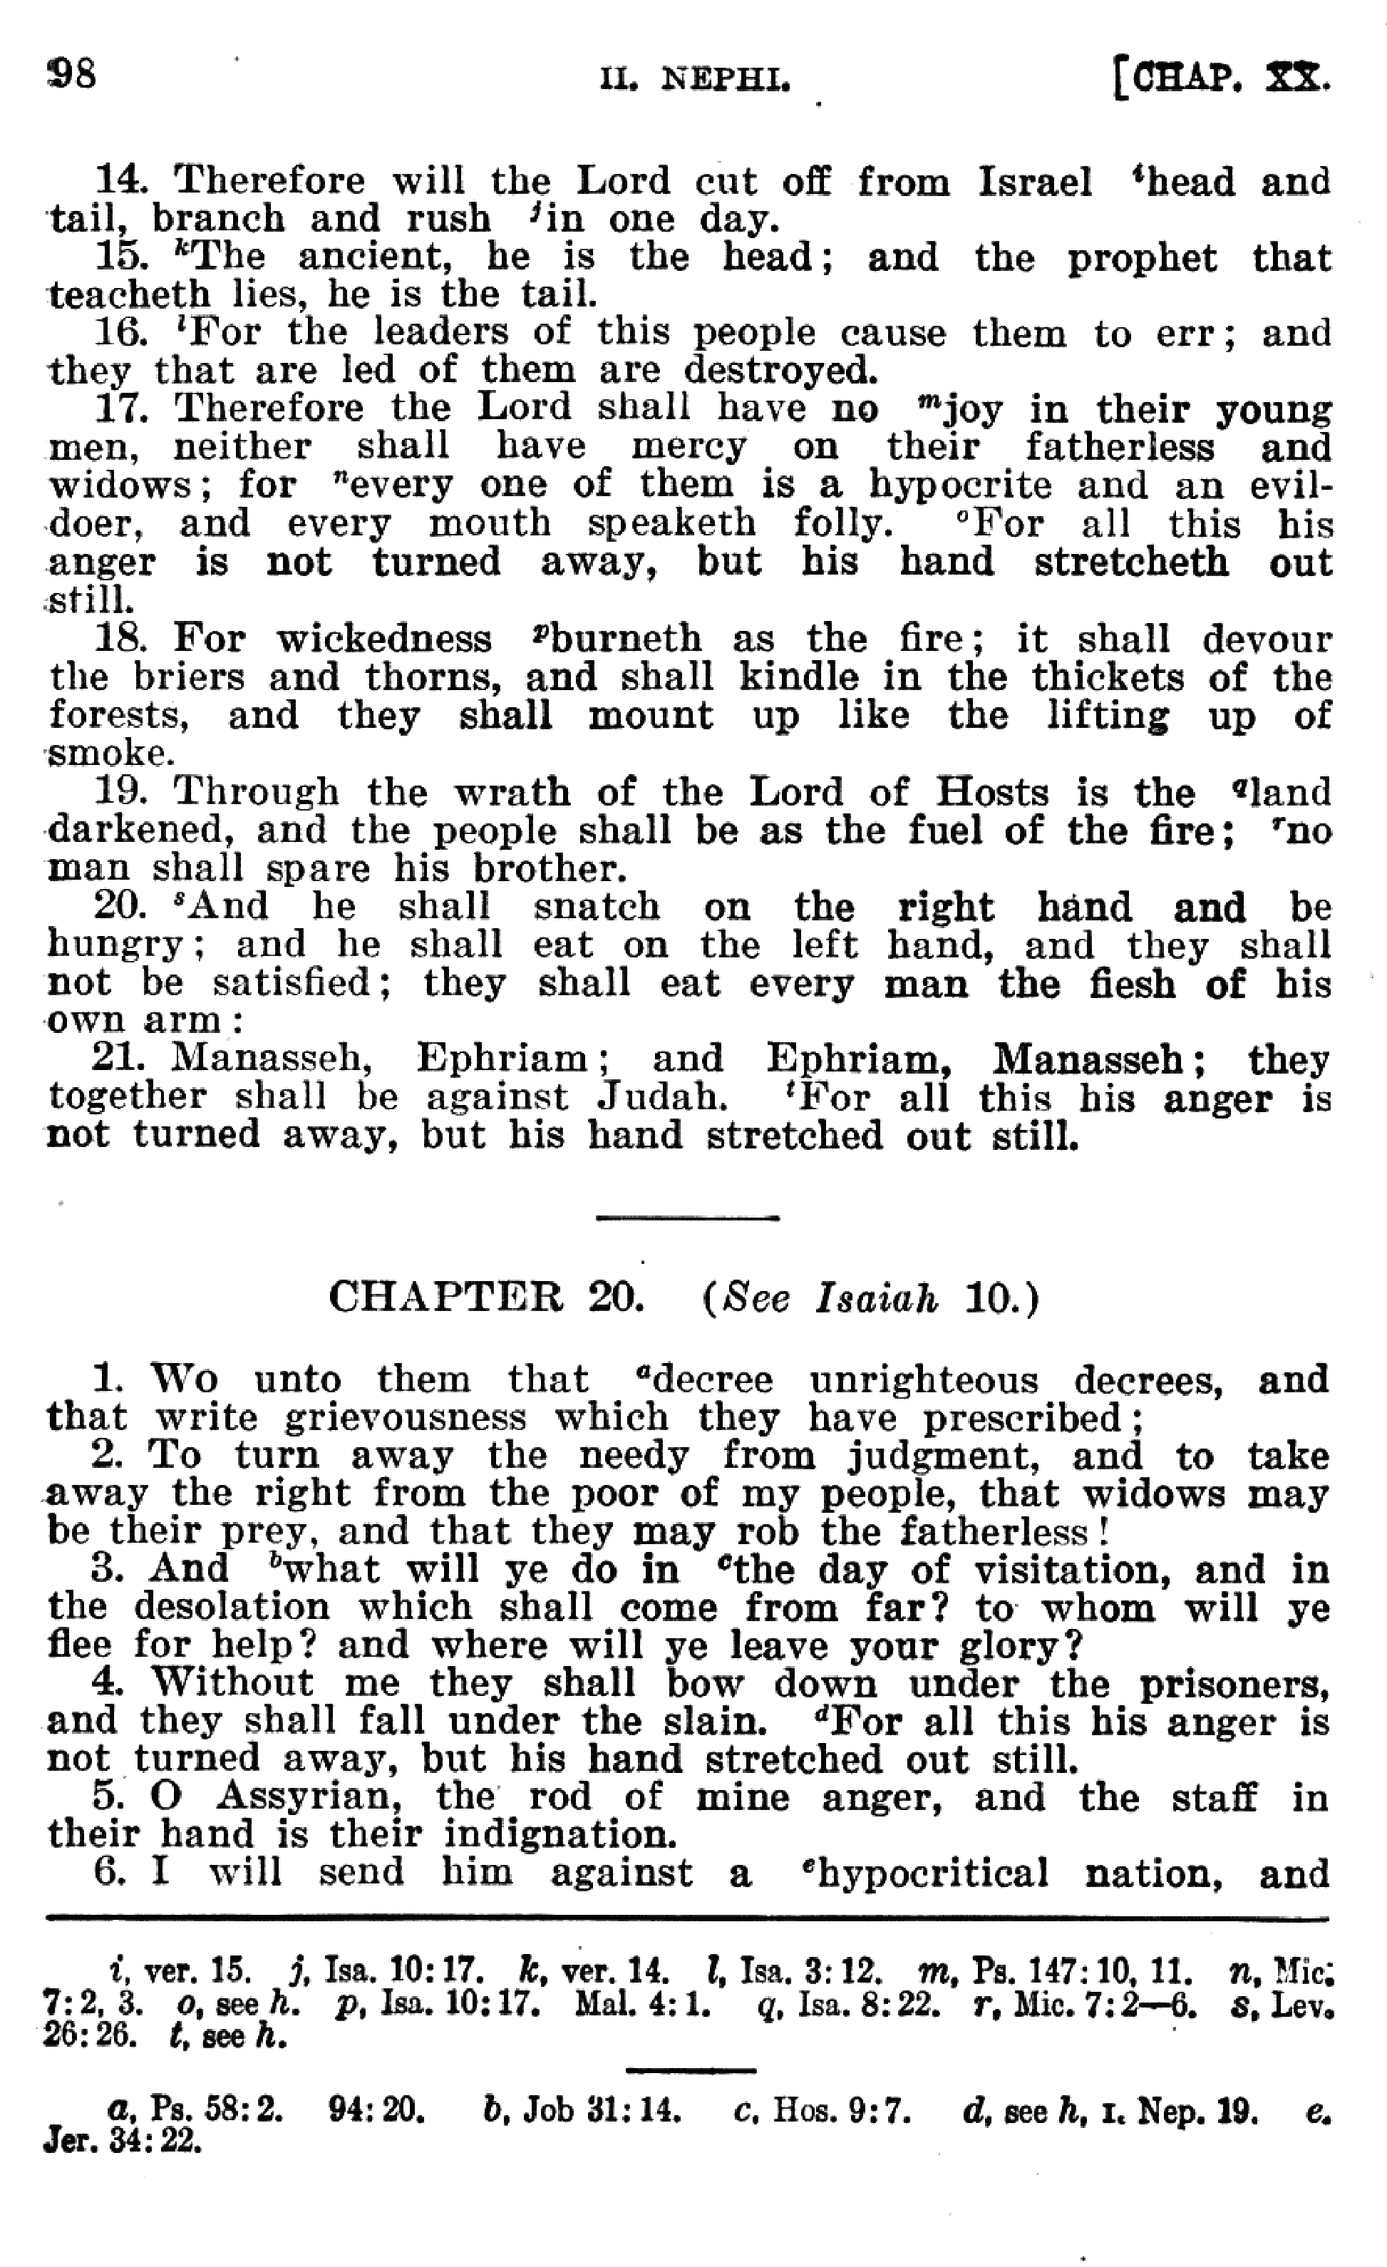 98 II. NEPHI. [CHAP. XX.
14. Therefore will the Lord cut off from Israel ⁱhead and
tail, branch and rush ʲin one day.
15. ᵏThe ancient, he is the head; and the prophet that
teacheth lies, he is the tail.
16. ˡFor the leaders of this people cause them to err; and
they that are led of them are destroyed.
17. Therefore the Lord shall have no ᵐjoy in their young
men, neither shall have mercy on their fatherless and
widows; for ⁿevery one of them is a hypocrite and an evil-
doer, and every mouth speaketh folly. ᵒFor all this his
anger is not turned away, but his hand stretcheth out
still.
18. For wickedness ᵖburneth as the fire; it shall devour
the briers and thorns, and shall kindle in the thickets of the
forests, and they shall mount up like the lifting up of
smoke.
19. Through the wrath of the Lord of Hosts is the qland
darkened, and the people shall be as the fuel of the fire; ʳno
man shall spare his brother.
20. ˢAnd he shall snatch on the right hand and be
hungry; and he shall eat on the left hand, and they shall
not be satisfied; they shall eat every man the flesh of his
own arm:
21. Manasseh, Ephriam; and Ephriam, Manasseh; they
together shall be against Judah. ᵗFor all this his anger is
not turned away, but his hand stretched out still.
CHAPTER 20. (See Isaiah 10.)
1. Wo unto them that ᵃdecree unrighteous decrees, and
that write grievousness which they have prescribed;
2. To turn away the needy from judgment, and to take
away the right from the poor of my people, that widows may
be their prey, and that they may rob the fatherless!
3. And ᵇwhat will ye do in ᶜthe day of visitation, and in
the desolation which shall come from far? to whom will ye
flee for help? and where will ye leave your glory?
4. Without me they shall bow down under the prisoners,
and they shall fall under the slain. ᵈFor all this his anger is
not turned away, but his hand stretched out still.
5. O Assyrian, the rod of mine anger, and the staff in
their hand is their indignation.
6. I will send him against a ᵉhypocritical nation, and
i, ver. 15. j, Isa. 10:17. k, ver. 14. l, Isa. 3:12. m, Ps. 147:10, 11. n, Mic.
7:2, 3. o, see h. p, Isa. 10:17. Mal. 4:1. q, Isa. 8:22. r, Mic. 7:2—6. s, Lev.
26:26. t, see h.
a, Ps. 58:2. 94:20. b, Job 31:14. c, Hos. 9:7. d, see h, I. Nep. 19. e.
Jer. 34:22.